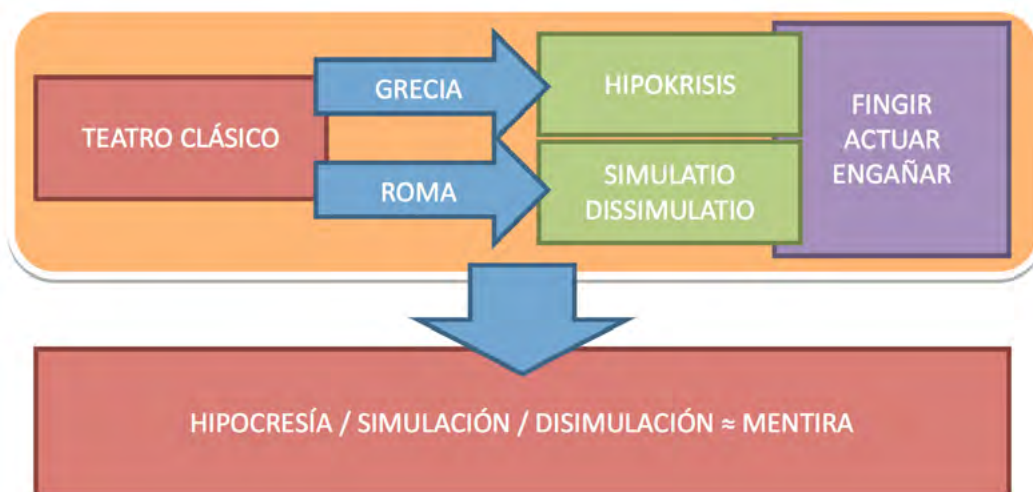 TEATRO CLÁSICO
GRECIA
HIPOKRISIS
ROMA
SIMULATIO
DISSIMULATIO
FINGIR
ACTUAR
ENGAÑAR
HIPOCRESÍA / SIMULACIÓN / DISIMULACIÓN ≈ MENTIRA